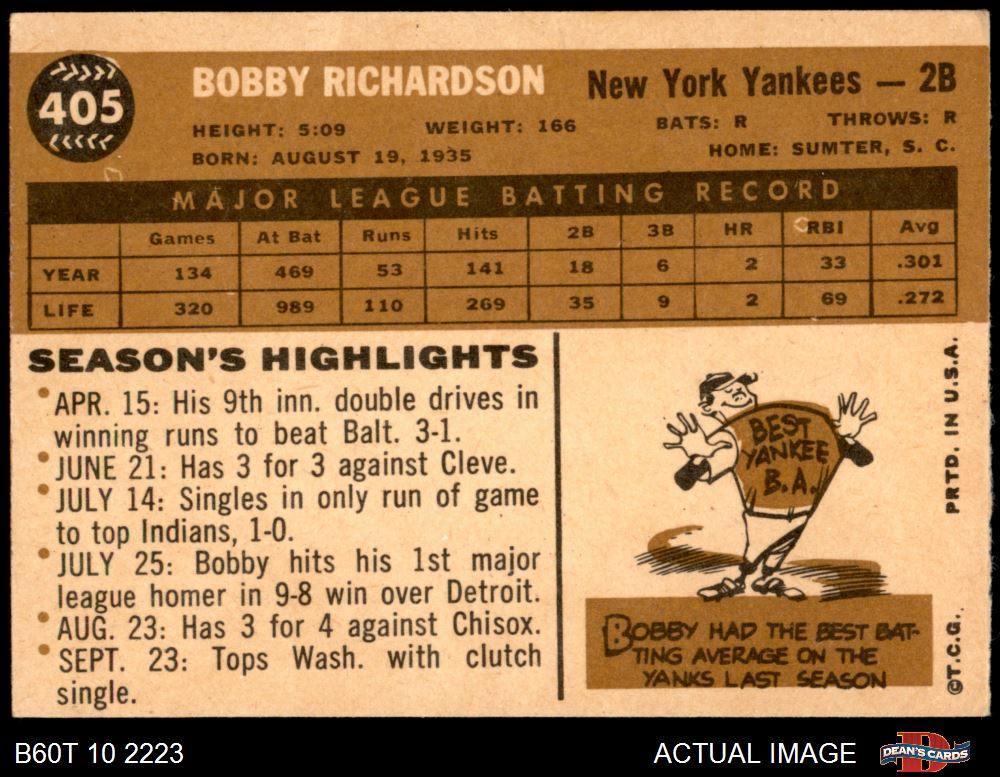 405
BOBBY RICHARDSON New York Yankees — 2B
HEIGHT: 5:09 WEIGHT: 166 BATS: R THROWS: R
BORN: AUGUST 19, 1935 HOME: SUMTER, S. C.
MAJOR LEAGUE BATTING RECORD
Games At Bat Runs Hits 2B 3B HR RBI Avg
YEAR 134 469 53 141 18 6 2 33 .301
LIFE 320 989 110 269 35 9 2 69 .272
SEASON'S HIGHLIGHTS
• APR. 15: His 9th inn. double drives in
winning runs to beat Balt. 3-1.
• JUNE 21: Has 3 for 3 against Cleve.
• JULY 14: Singles in only run of game
to top Indians, 1-0.
• JULY 25: Bobby hits his 1st major
league homer in 9-8 win over Detroit.
• AUG. 23: Has 3 for 4 against Chisox.
• SEPT. 23: Tops Wash. with clutch
single.
BEST
YANKEE
B.A.
BOBBY HAD THE BEST BAT-
TING AVERAGE ON THE
YANKS LAST SEASON
©T.C.G. PRTD. IN U.S.A.
B60T 10 2223 ACTUAL IMAGE
DEAN'S CARDS